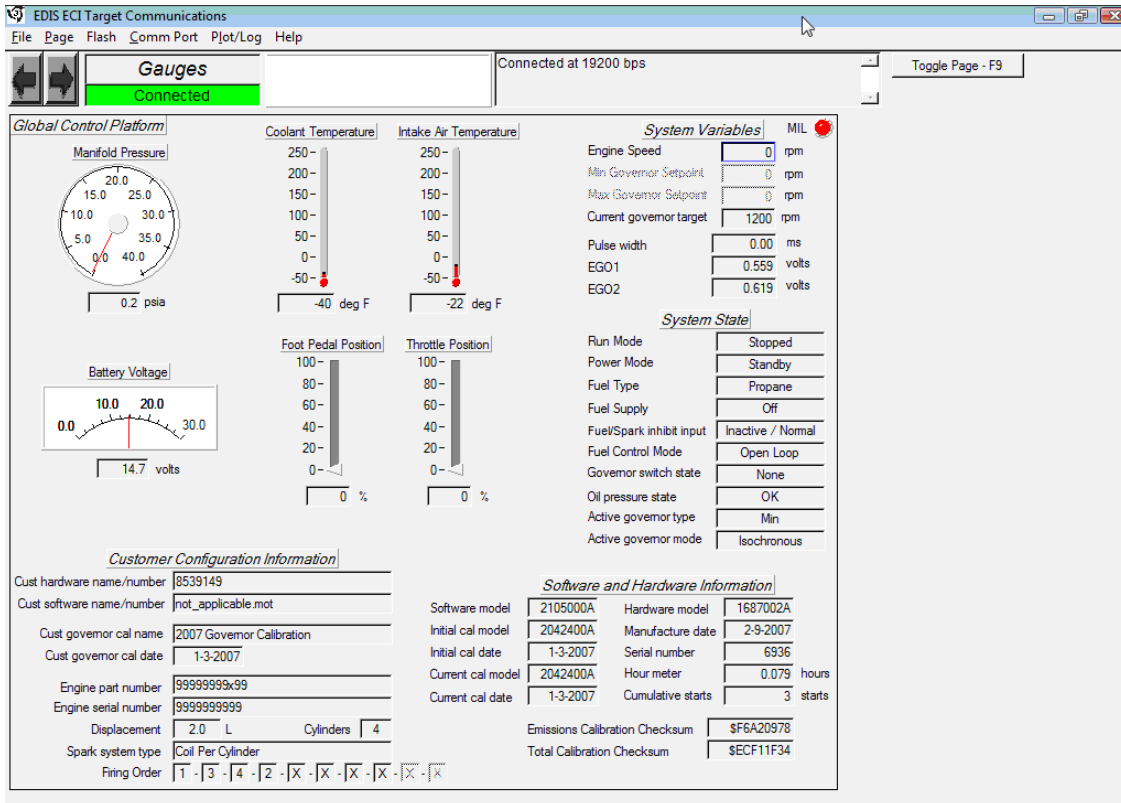 EDIS ECI Target Communications
File Page Flash Comm Port Plot/Log Help
Gauges
Connected
Connected at 19200 bps
Toggle Page - F9
Global Control Platform
Manifold Pressure
20.0
15.0 25.0
10.0 30.0
5.0 35.0
0.0 40.0
0.2 psia
Battery Voltage
10.0 20.0
0.0 30.0
14.7 volts
Coolant Temperature
250
200
150
100
50
0
-50
-40 deg F
Intake Air Temperature
250
200
150
100
50
0
-50
-22 deg F
Foot Pedal Position
100
80
60
40
20
0
0 %
Throttle Position
100
80
60
40
20
0
0 %
System Variables MIL
Engine Speed 0 rpm
Min Governor Setpoint 0 rpm
Max Governor Setpoint 0 rpm
Current governor target 1200 rpm
Pulse width 0.00 ms
EGO1 0.559 volts
EGO2 0.619 volts
System State
Run Mode Stopped
Power Mode Standby
Fuel Type Propane
Fuel Supply Off
Fuel/Spark inhibit input Inactive / Normal
Fuel Control Mode Open Loop
Governor switch state None
Oil pressure state OK
Active governor type Min
Active governor mode Isochronous
Customer Configuration Information
Cust hardware name/number 8539149
Cust software name/number not_applicable.mot
Cust governor cal name 2007 Governor Calibration
Cust governor cal date 1-3-2007
Engine part number 99999999x99
Engine serial number 9999999999
Displacement 2.0 L Cylinders 4
Spark system type Coil Per Cylinder
Firing Order 1 - 3 - 4 - 2 - X - X - X - X - X - X
Software and Hardware Information
Software model 2105000A Hardware model 1687002A
Initial cal model 2042400A Manufacture date 2-9-2007
Initial cal date 1-3-2007 Serial number 6936
Current cal model 2042400A Hour meter 0.079 hours
Current cal date 1-3-2007 Cumulative starts 3 starts
Emissions Calibration Checksum $F6A20978
Total Calibration Checksum $ECF11F34